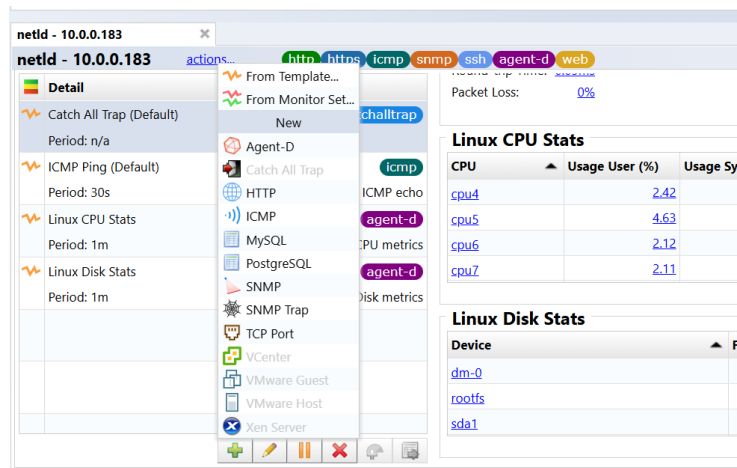 netld - 10.0.0.183
netld - 10.0.0.183 actions... http https icmp snmp ssh agent-d web
Detail
Catch All Trap (Default)
Period: n/a
ICMP Ping (Default) icmp
Period: 30s ICMP echo
Linux CPU Stats agent-d
Period: 1m CPU metrics
Linux Disk Stats agent-d
Period: 1m Disk metrics
From Template...
From Monitor Set...
New
Agent-D
Catch All Trap
HTTP
ICMP
MySQL
PostgreSQL
SNMP
SNMP Trap
TCP Port
VCenter
VMware Guest
VMware Host
Xen Server
Packet Loss: 0%
Linux CPU Stats
CPU Usage User (%) Usage Sy
cpu4 2.42
cpu5 4.63
cpu6 2.12
cpu7 2.11
Linux Disk Stats
Device
dm-0
rootfs
sda1